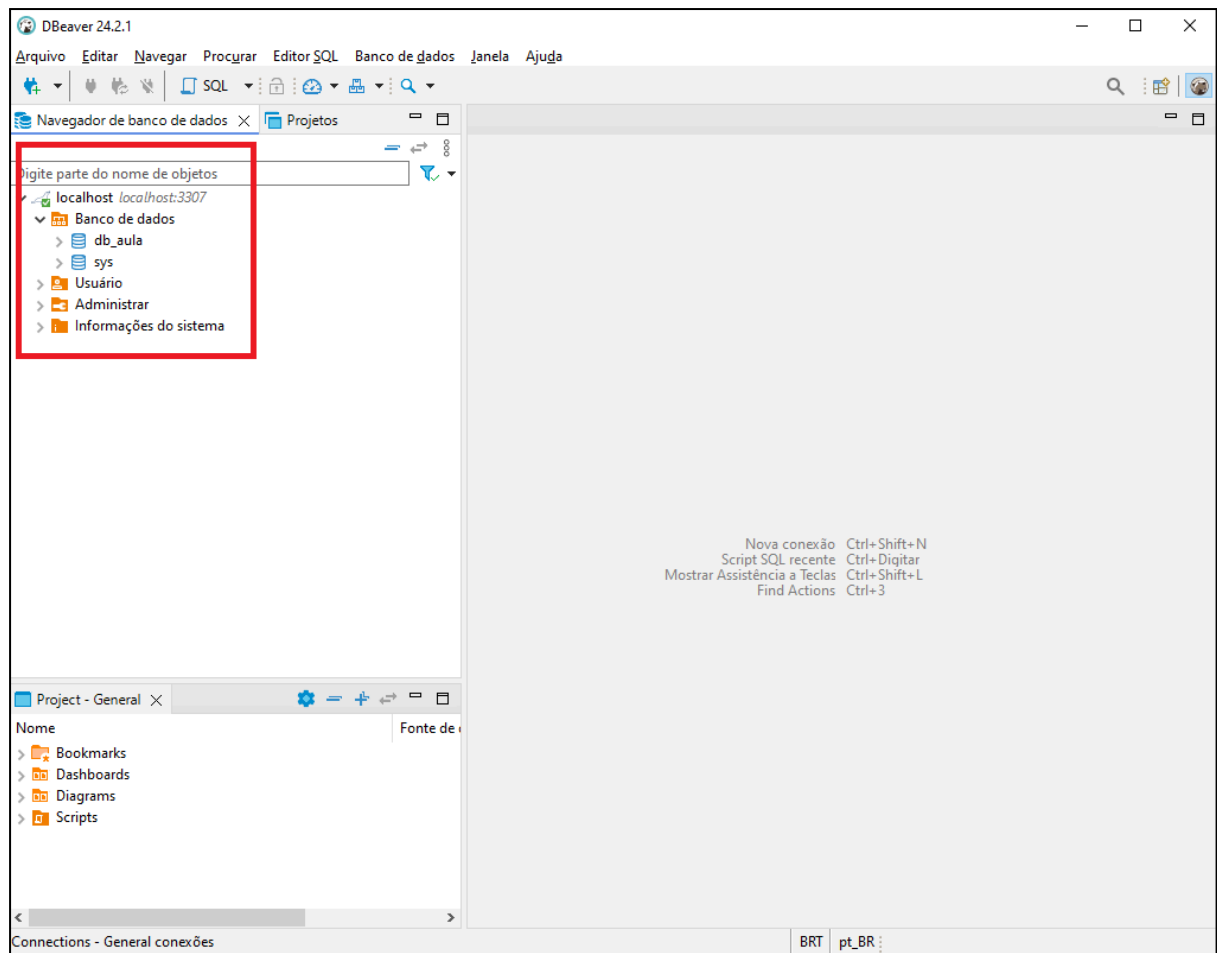 DBeaver 24.2.1
Arquivo Editar Navegar Procurar Editor SQL Banco de dados Janela Ajuda
SQL
Navegador de banco de dados Projetos
Digite parte do nome de objetos
localhost localhost:3307
Banco de dados
db_aula
sys
Usuário
Administrar
Informações do sistema
Nova conexão Ctrl+Shift+N
Script SQL recente Ctrl+Digitar
Mostrar Assistência a Teclas Ctrl+Shift+L
Find Actions Ctrl+3
Project - General
Nome Fonte de
Bookmarks
Dashboards
Diagrams
Scripts
Connections - General conexões BRT pt_BR